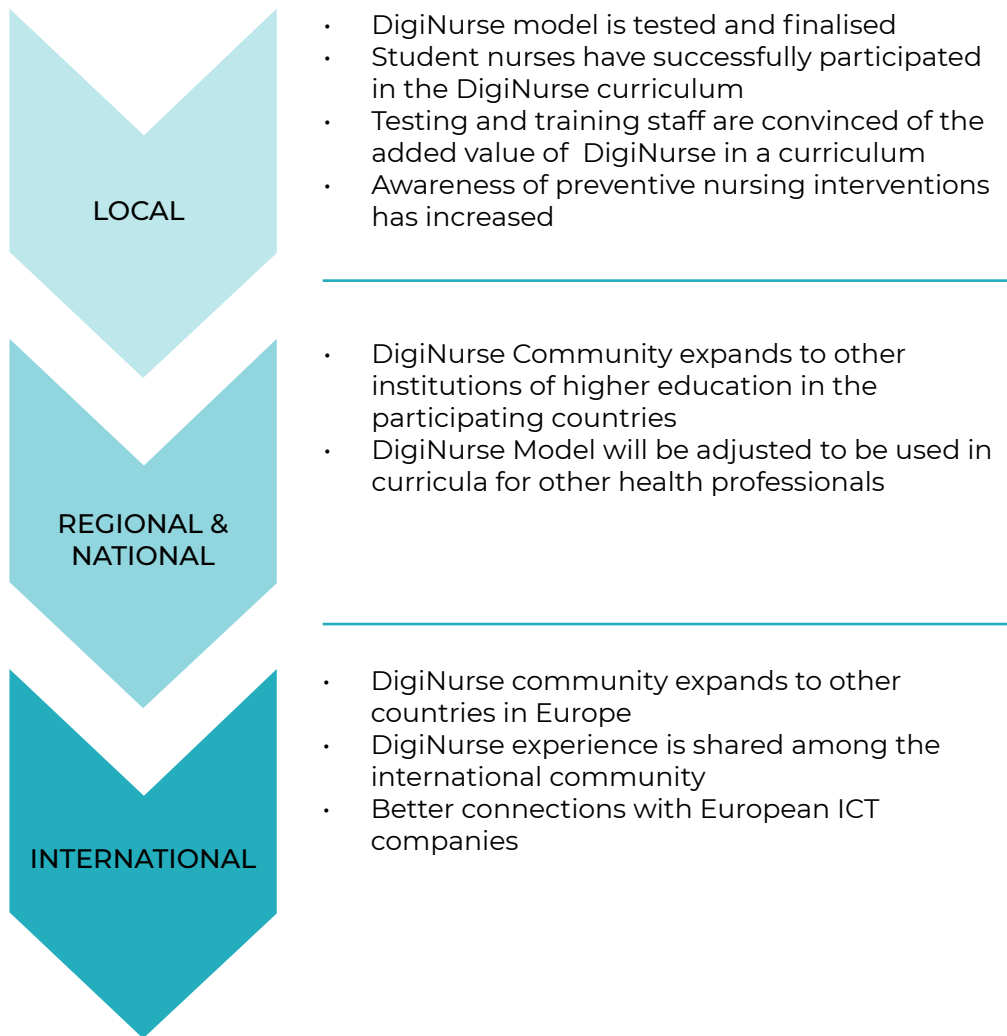 LOCAL
• DigiNurse model is tested and finalised
• Student nurses have successfully participated
in the DigiNurse curriculum
• Testing and training staff are convinced of the
added value of  DigiNurse in a curriculum
• Awareness of preventive nursing interventions
has increased
REGIONAL &
NATIONAL
• DigiNurse Community expands to other
institutions of higher education in the
participating countries
• DigiNurse Model will be adjusted to be used in
curricula for other health professionals
INTERNATIONAL
• DigiNurse community expands to other
countries in Europe
• DigiNurse experience is shared among the
international community
• Better connections with European ICT
companies